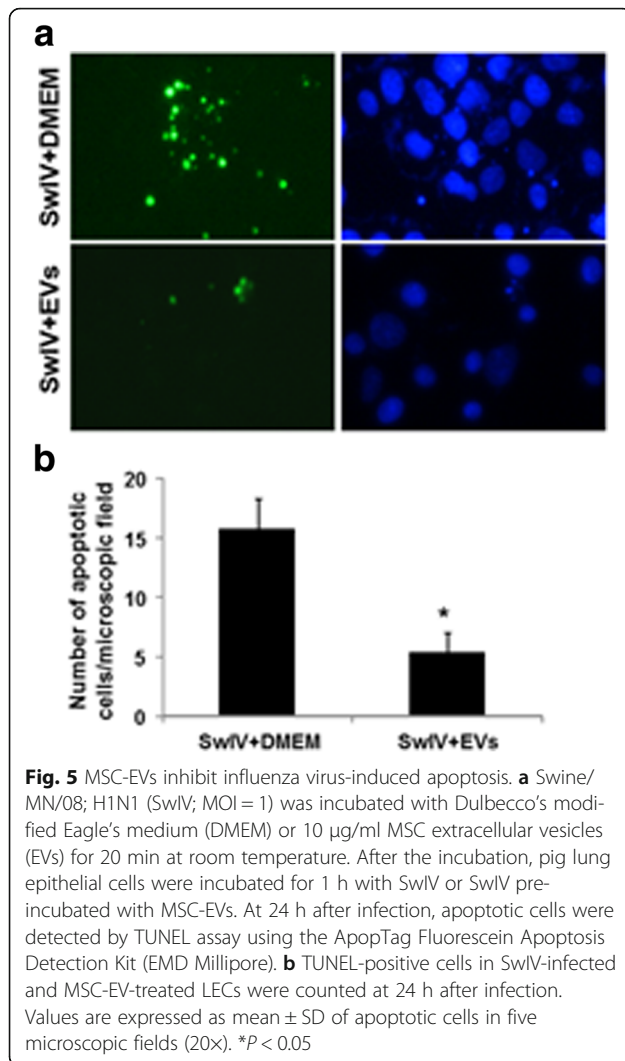 a
SwIV+DMEM
SwIV+EVs
b
Number of apoptotic
cells/microscopic field
20
15
10
5
0
*
SwIV+DMEM
SwIV+EVs
Fig. 5 MSC-EVs inhibit influenza virus-induced apoptosis. a Swine/
MN/08; H1N1 (SwIV; MOI = 1) was incubated with Dulbecco's modi-
fied Eagle's medium (DMEM) or 10 μg/ml MSC extracellular vesicles
(EVs) for 20 min at room temperature. After the incubation, pig lung
epithelial cells were incubated for 1 h with SwIV or SwIV pre-
incubated with MSC-EVs. At 24 h after infection, apoptotic cells were
detected by TUNEL assay using the ApopTag Fluorescein Apoptosis
Detection Kit (EMD Millipore). b TUNEL-positive cells in SwIV-infected
and MSC-EV-treated LECs were counted at 24 h after infection.
Values are expressed as mean ± SD of apoptotic cells in five
microscopic fields (20×). *P < 0.05